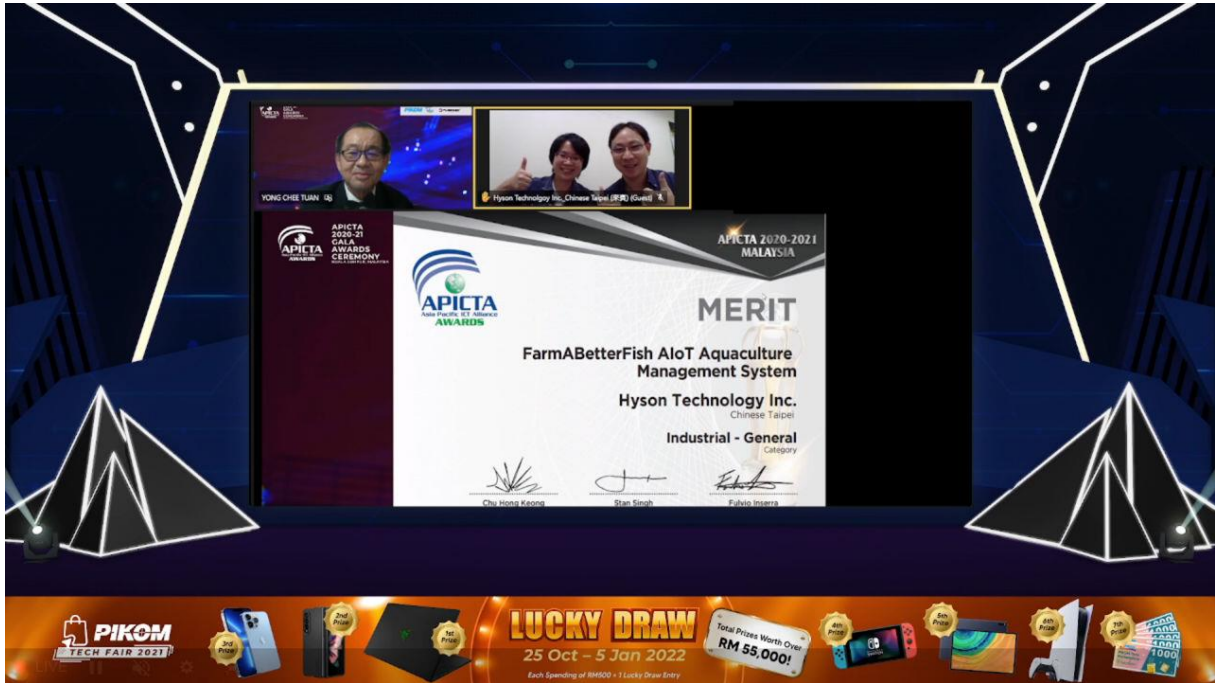 YONG CHEE TUAN
Hyson Technolgoy Inc._Chinese Taipei (來賓) (Guest)
APICTA
AWARDS
APICTA
2020-21
GALA
AWARDS
CEREMONY
APICTA
Asia Pacific ICT Alliance
AWARDS
APICTA 2020-2021
MALAYSIA
MERIT
FarmABetterFish AIoT Aquaculture
Management System
Hyson Technology Inc.
Chinese Taipei
Industrial - General
Category
Chu Hong Keong
Stan Singh
Fulvio Inserra
PIKOM
TECH FAIR 2021
LIVE
3rd
Prize
2nd
Prize
1st
Prize
LUCKY DRAW
25 Oct – 5 Jan 2022
Each Spending of RM500 = 1 Lucky Draw Entry
Total Prizes Worth Over
RM 55,000!
4th
Prize
5th
Prize
6th
Prize
7th
Prize
1000